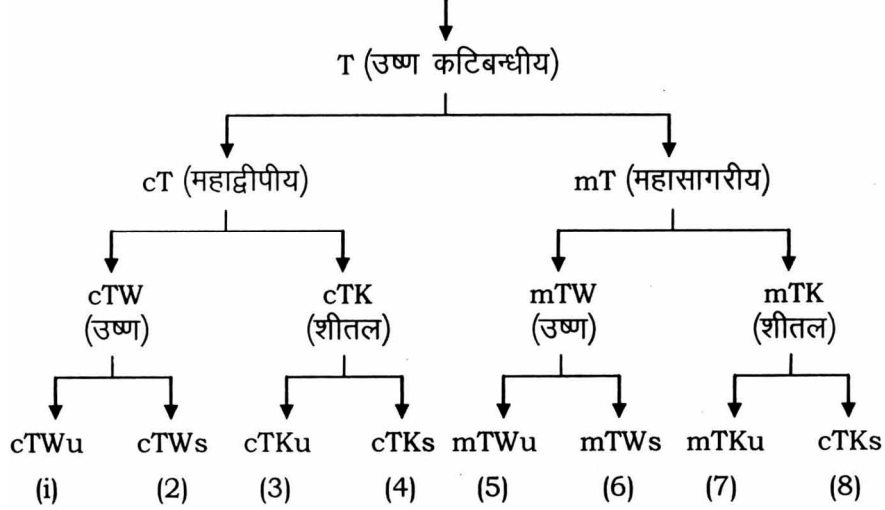 T (उष्ण कटिबन्धीय)
cT (महाद्वीपीय) mT (महासागरीय)
cTW cTK mTW mTK
(उष्ण) (शीतल) (उष्ण) (शीतल)
cTWu cTWs cTKu cTKs mTWu mTWs mTKu cTKs
(i) (2) (3) (4) (5) (6) (7) (8)